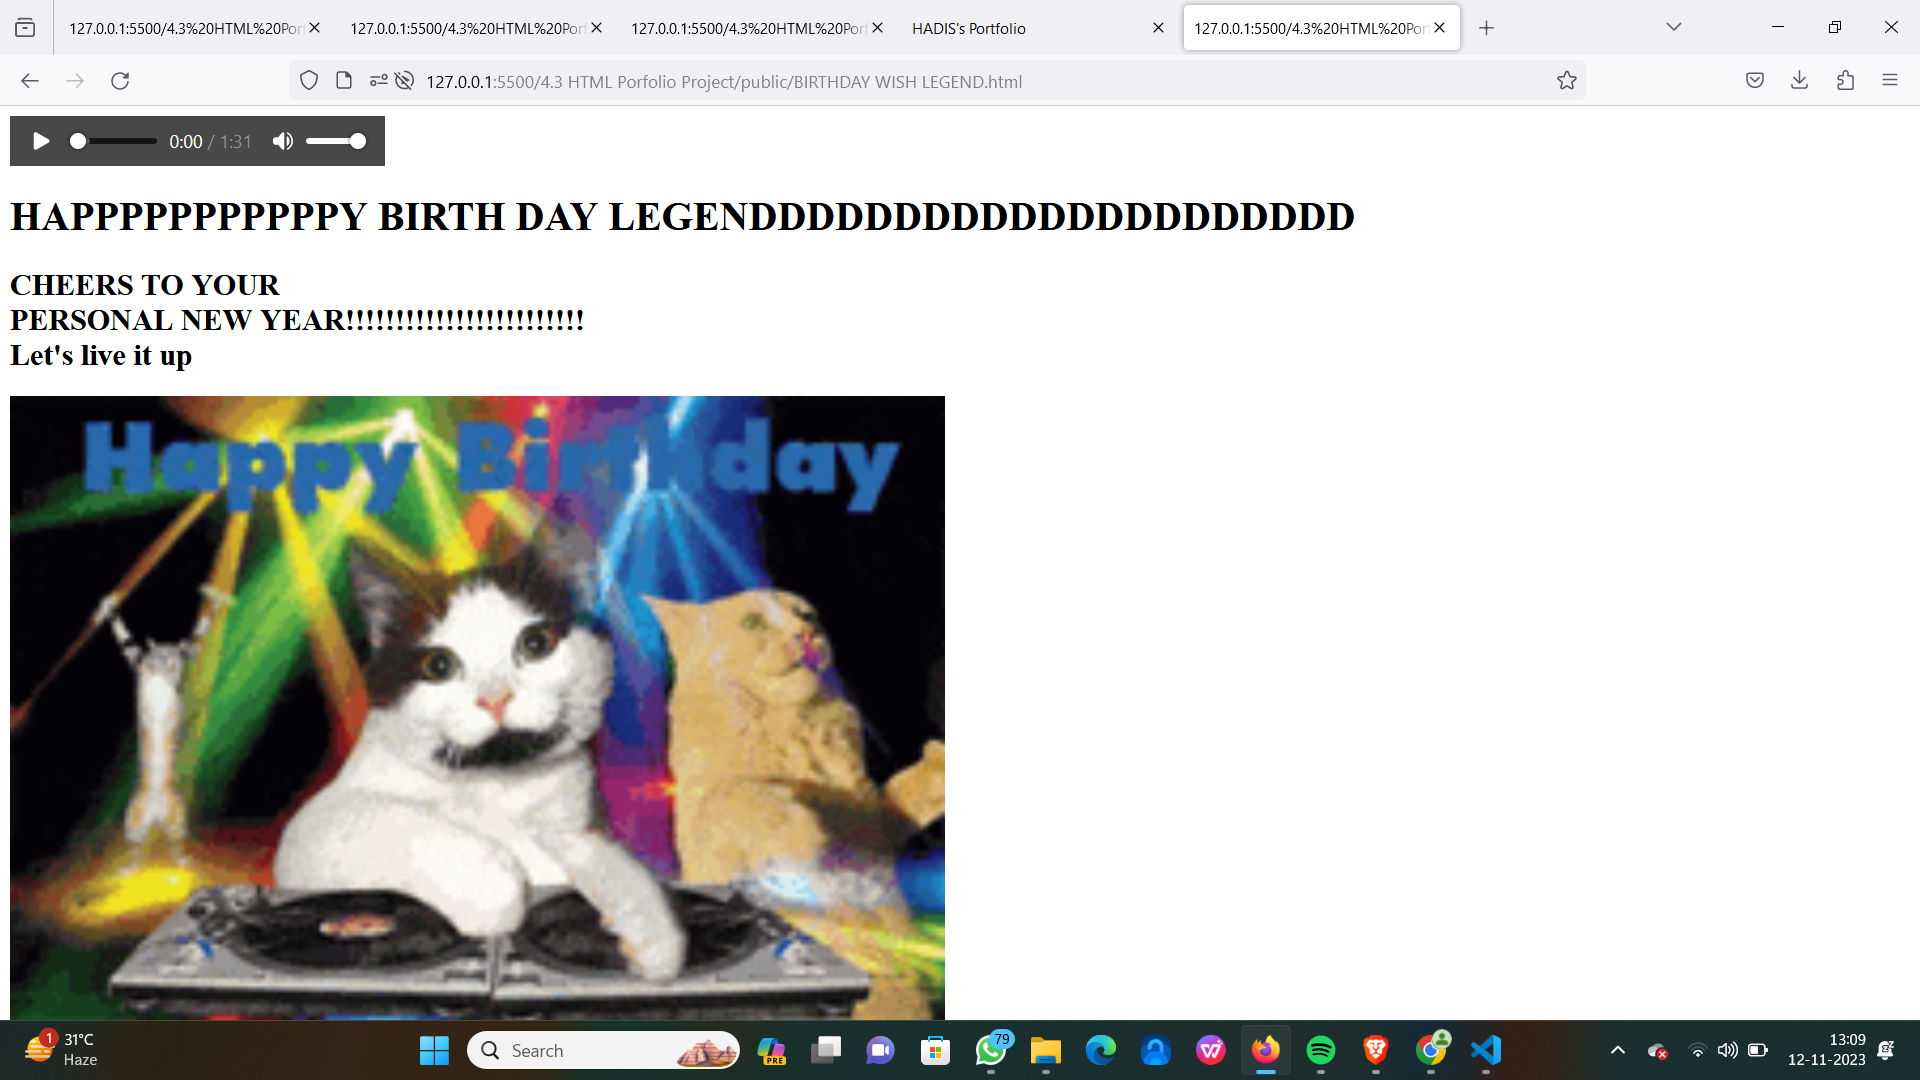 127.0.0.1:5500/4.3%20HTML%20Por
127.0.0.1:5500/4.3%20HTML%20Porf
127.0.0.1:5500/4.3%20HTML%20Porf
HADIS's Portfolio
127.0.0.1:5500/4.3%20HTML%20Por
127.0.0.1:5500/4.3 HTML Porfolio Project/public/BIRTHDAY WISH LEGEND.html
0:00 / 1:31
HAPPPPPPPPPPPY BIRTH DAY LEGENDDDDDDDDDDDDDDDDDDDDD
CHEERS TO YOUR
PERSONAL NEW YEAR!!!!!!!!!!!!!!!!!!!!!!!!
Let's live it up
Happy Birthday
1
31°C
Haze
Search
PRE
79
13:09
12-11-2023